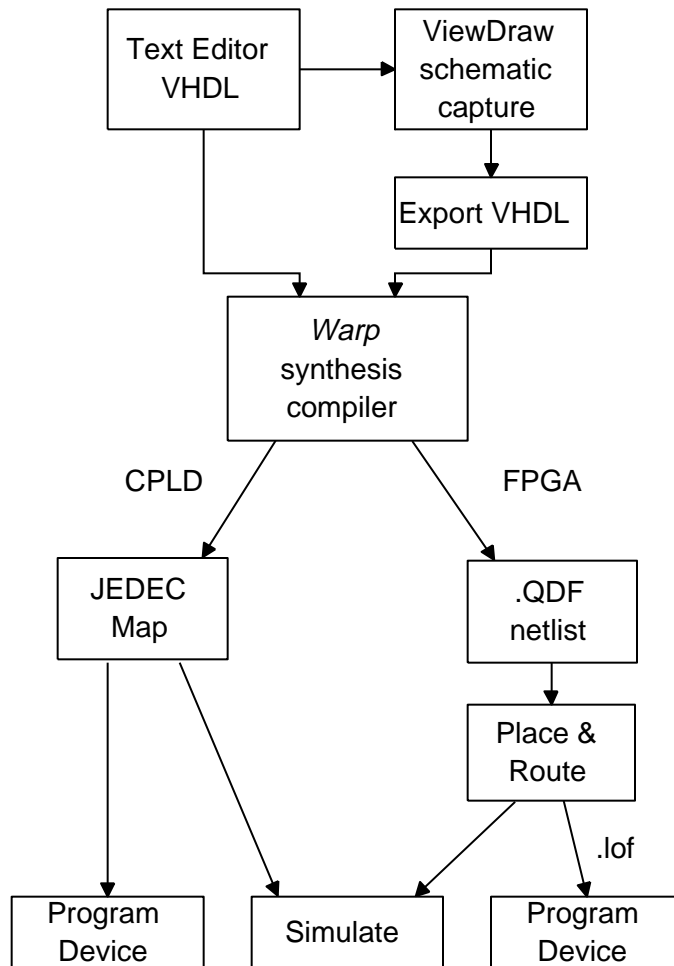 Text Editor
VHDL
ViewDraw
schematic
capture
Export VHDL
Warp
synthesis
compiler
CPLD
FPGA
JEDEC
Map
.QDF
netlist
Place &
Route
.lof
Program
Device
Simulate
Program
Device